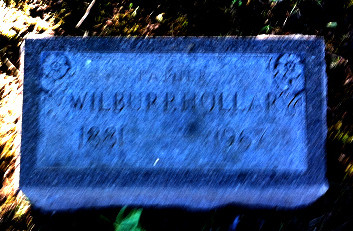 FATHER
WILBUR B. HOLLAR
1881 1967